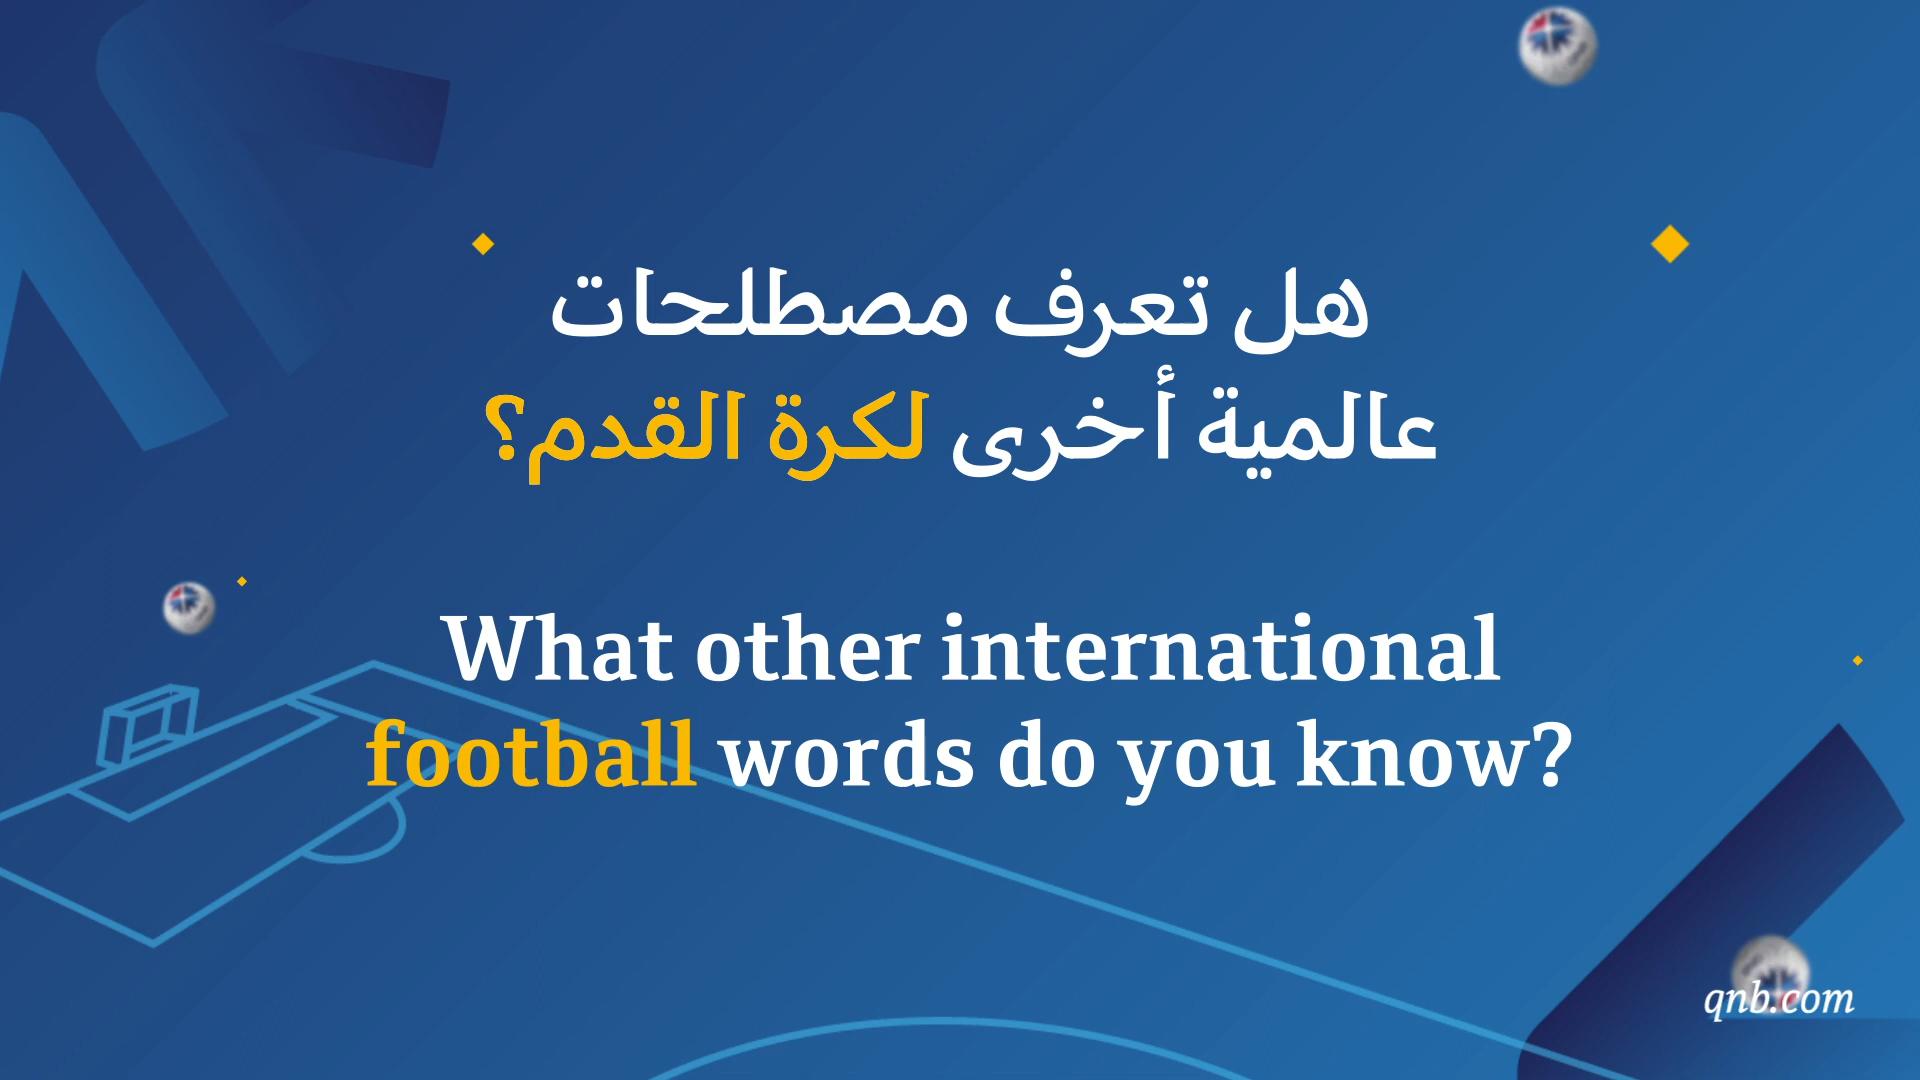 هل تعرف مصطلحات
عالمية أخرى لكرة القدم؟
What other international
football words do you know?
qnb.com